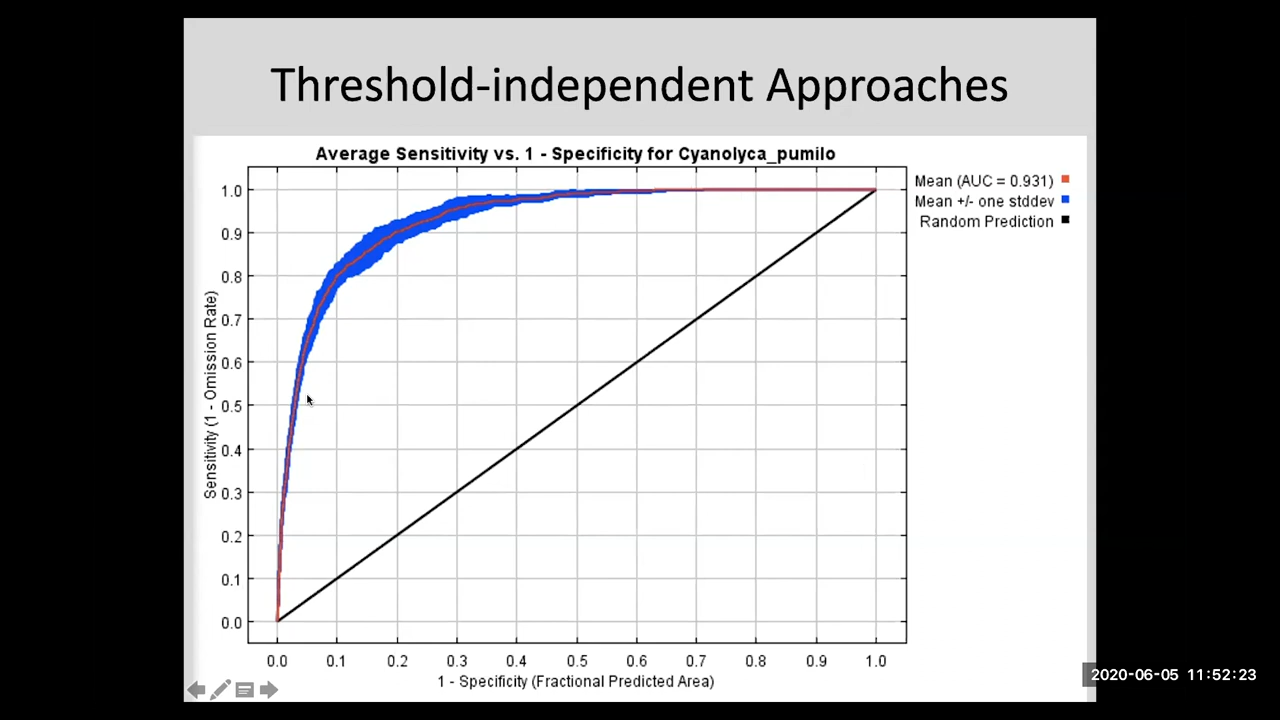 Threshold-independent Approaches
Average Sensitivity vs. 1 - Specificity for Cyanolyca_pumilo
Mean (AUC = 0.931)
Mean +/- one stddev
Random Prediction
Sensitivity (1 - Omission Rate)
1.0
0.9
0.8
0.7
0.6
0.5
0.4
0.3
0.2
0.1
0.0
0.0 0.1 0.2 0.3 0.4 0.5 0.6 0.7 0.8 0.9 1.0
1 - Specificity (Fractional Predicted Area)
2020-06-05 11:52:23